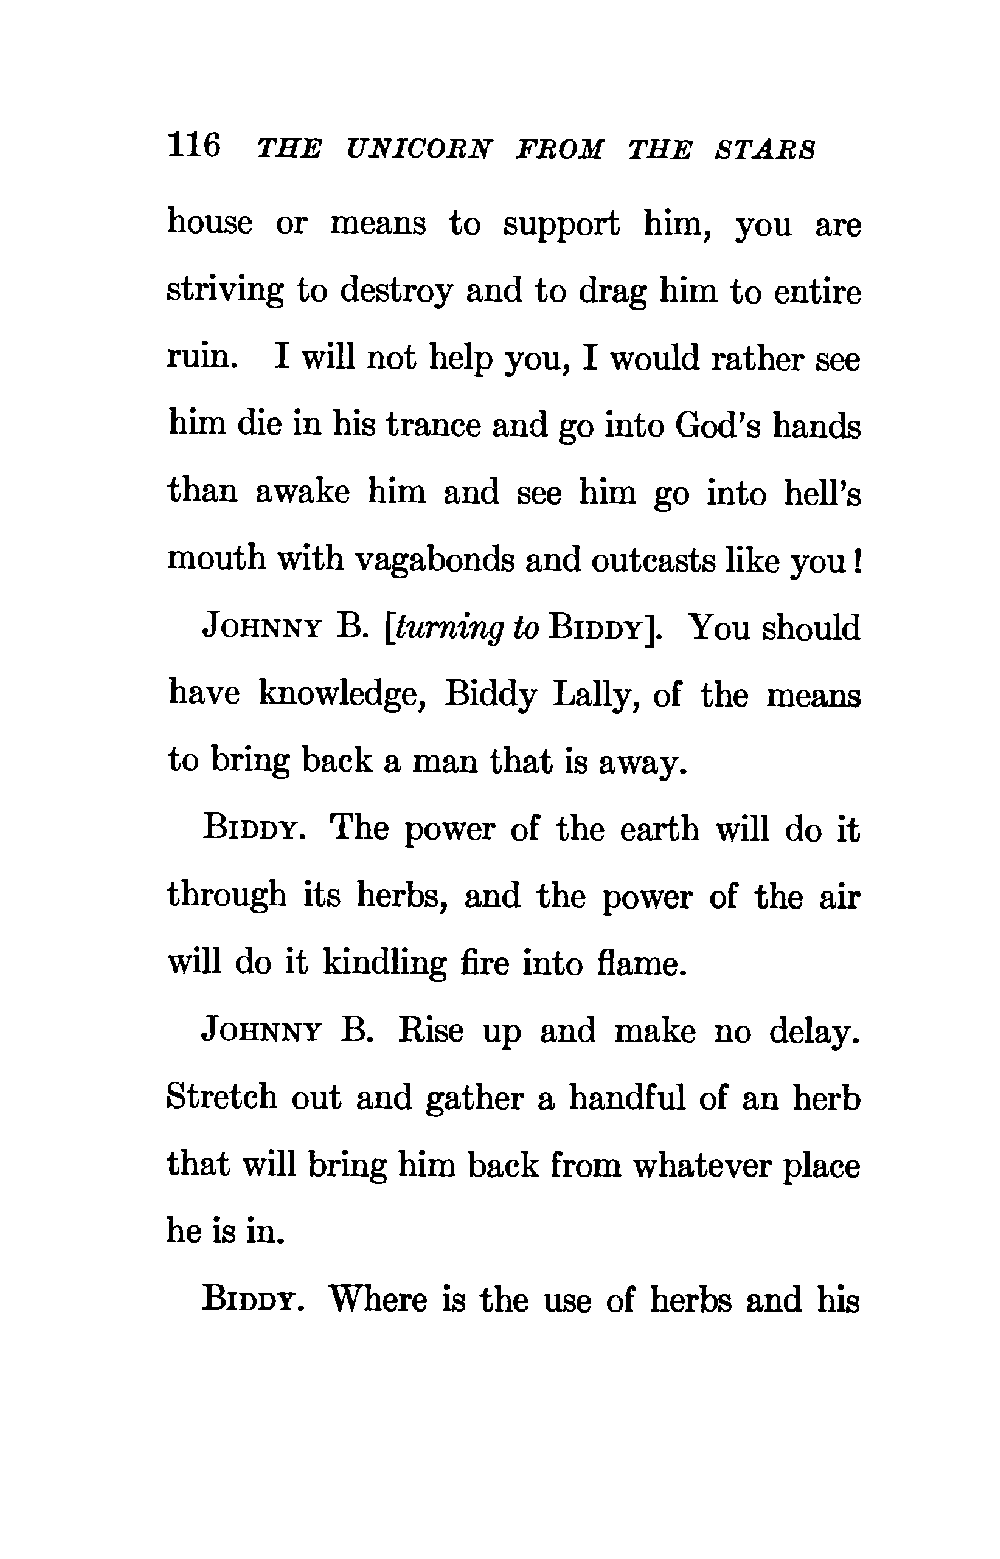 116 THE UNICORN FROM THE STARS
house or means to support him, you are
striving to destroy and to drag him to entire
ruin. I will not help you, I would rather see
him die in his trance and go into God's hands
than awake him and see him go into hell's
mouth with vagabonds and outcasts like you!
JOHNNY B. [turning to BIDDY]. You should
have knowledge, Biddy Lally, of the means
to bring back a man that is away.
BIDDY. The power of the earth will do it
through its herbs, and the power of the air
will do it kindling fire into flame.
JOHNNY B. Rise up and make no delay.
Stretch out and gather a handful of an herb
that will bring him back from whatever place
he is in.
BIDDY. Where is the use of herbs and his